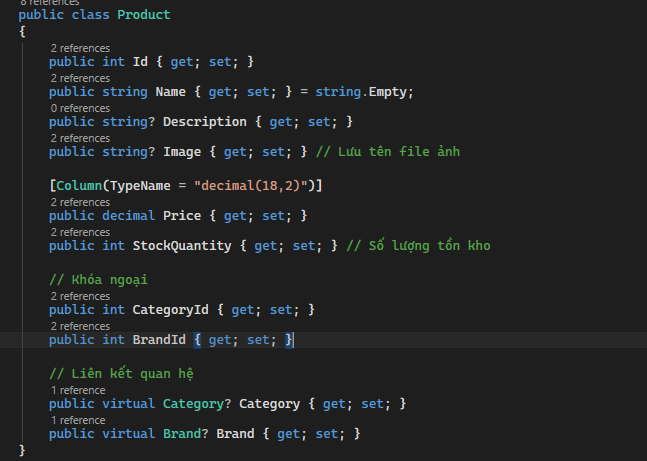 8 references
public class Product
{
2 references
public int Id { get; set; }
2 references
public string Name { get; set; } = string.Empty;
0 references
public string? Description { get; set; }
2 references
public string? Image { get; set; } // Lưu tên file ảnh
[Column(TypeName = "decimal(18,2)")]
2 references
public decimal Price { get; set; }
2 references
public int StockQuantity { get; set; } // Số lượng tồn kho
// Khóa ngoại
2 references
public int CategoryId { get; set; }
2 references
public int BrandId { get; set; }
// Liên kết quan hệ
1 reference
public virtual Category? Category { get; set; }
1 reference
public virtual Brand? Brand { get; set; }
}